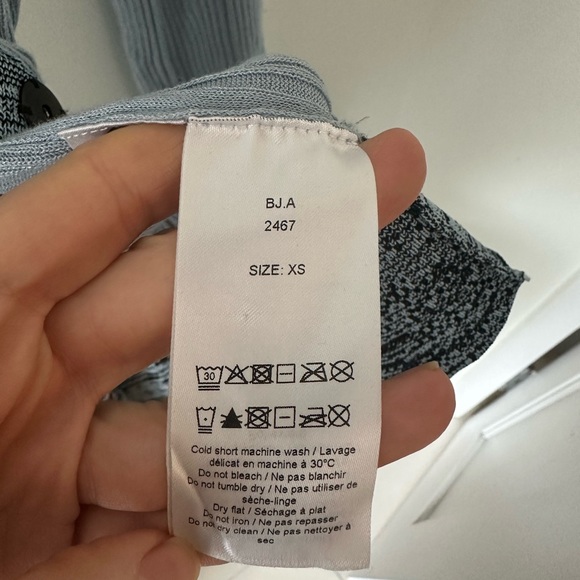 BJ.A
2467
SIZE: XS
30
Cold short machine wash / Lavage
délicat en machine à 30°C
Do not bleach / Ne pas blanchir
Do not tumble dry / Ne pas utiliser de
sèche-linge
Dry flat / Séchage à plat
Do not iron / Ne pas repasser
Do not dry clean / Ne pas nettoyer à
sec